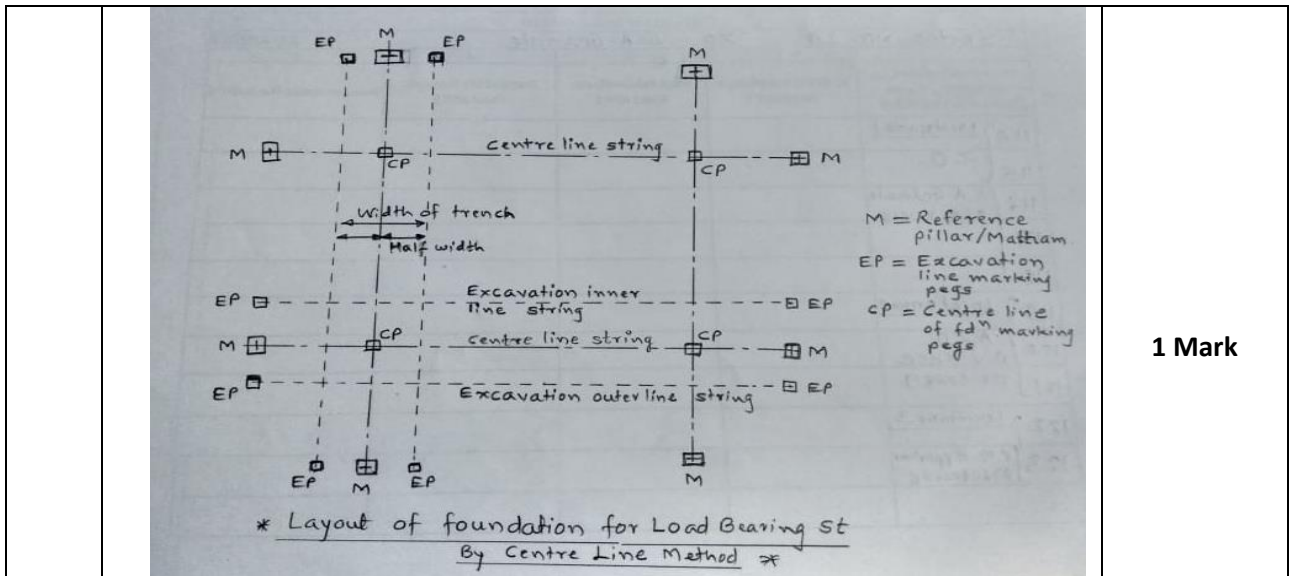 EP M EP M
M Centre line string M
CP CP
Width of trench
Half width
M = Reference
pillar/Mattham
EP = Excavation
line marking
pegs
CP = Centre line
of fdⁿ marking
pegs
EP Excavation inner EP
line string
CP CP
M Centre line string M
EP EP
Excavation outer line string
EP M EP M
* Layout of foundation for Load Bearing St
By Centre Line Method *
1 Mark